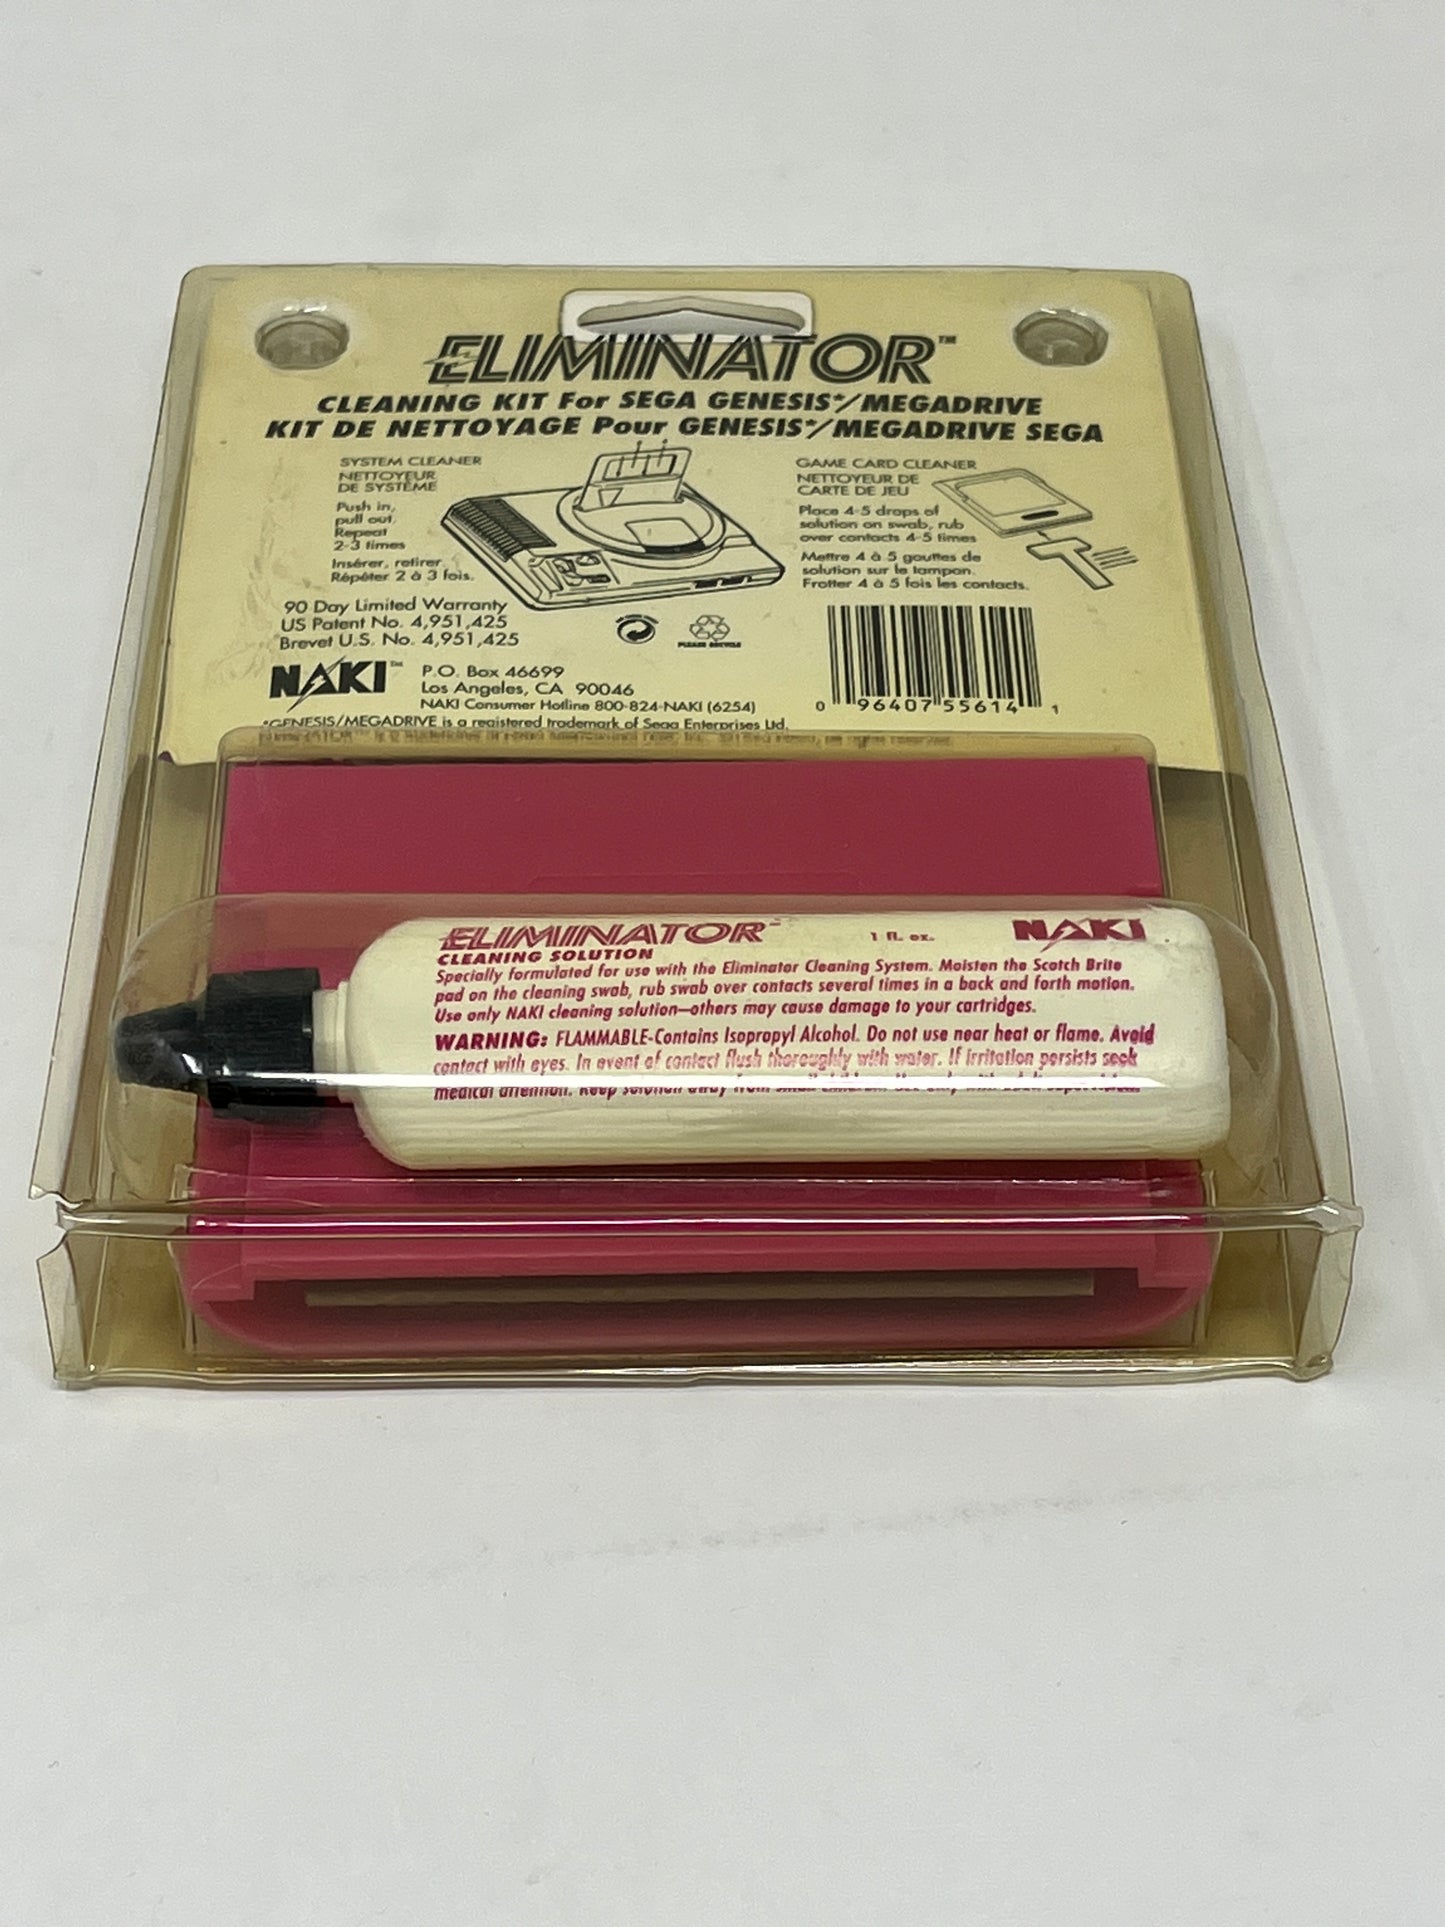 ELIMINATOR™
CLEANING KIT For SEGA GENESIS*/MEGADRIVE
KIT DE NETTOYAGE Pour GENESIS*/MEGADRIVE SEGA
SYSTEM CLEANER
NETTOYEUR
DE SYSTÈME
Push in,
pull out.
Repeat
2-3 times
Insérer, retirer
Répéter 2 à 3 fois.
GAME CARD CLEANER
NETTOYEUR DE
CARTE DE JEU
Place 4-5 drops of
solution on swab, rub
over contacts 4-5 times
Mettre 4 à 5 gouttes de
solution sur le tampon.
Frotter 4 à 5 fois les contacts.
90 Day Limited Warranty
US Patent No. 4,951,425
Brevet U.S. No. 4,951,425
PLEASE RECYCLE
NAKI™
P.O. Box 46699
Los Angeles, CA 90046
NAKI Consumer Hotline 800-824-NAKI (6254)
0 96407 55614 1
*GENESIS/MEGADRIVE is a registered trademark of Sega Enterprises Ltd.
ELIMINATOR™ 1 fl. oz. NAKI
CLEANING SOLUTION
Specially formulated for use with the Eliminator Cleaning System. Moisten the Scotch Brite
pad on the cleaning swab, rub swab over contacts several times in a back and forth motion.
Use only NAKI cleaning solution—others may cause damage to your cartridges.
WARNING: FLAMMABLE-Contains Isopropyl Alcohol. Do not use near heat or flame. Avoid
contact with eyes. In event of contact flush thoroughly with water. If irritation persists seek
medical attention. Keep solution away from